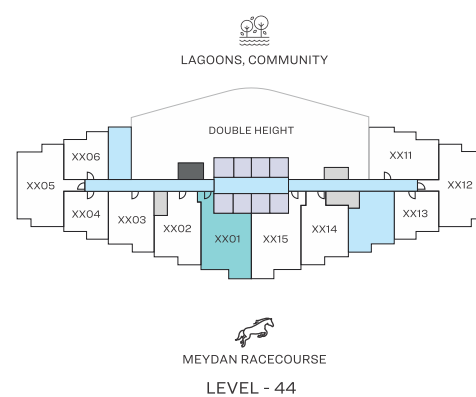 LAGOONS, COMMUNITY
DOUBLE HEIGHT
XX06
XX11
XX05
XX12
XX04
XX03
XX02
XX01
XX15
XX14
XX13
MEYDAN RACECOURSE
LEVEL - 44